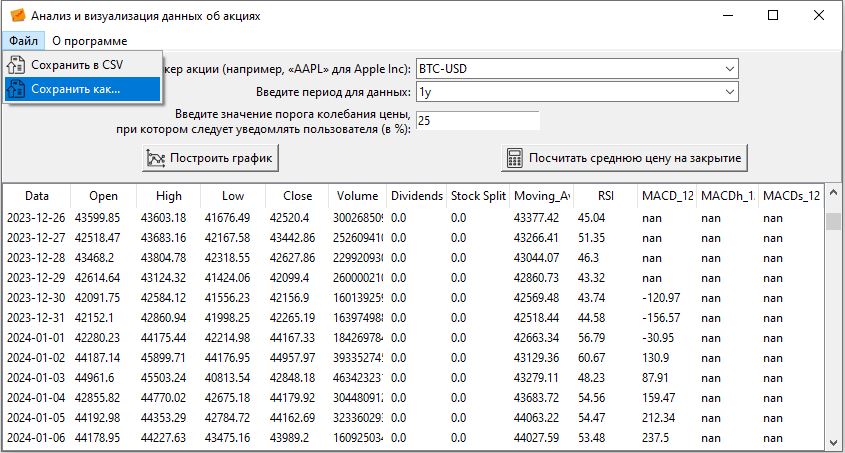 Анализ и визуализация данных об акциях
Файл О программе
Сохранить в CSV
Сохранить как...
кер акции (например, «AAPL» для Apple Inc): BTC-USD
Введите период для данных: 1y
Введите значение порога колебания цены,
при котором следует уведомлять пользователя (в %): 25
Построить график Посчитать среднюю цену на закрытие
Data Open High Low Close Volume Dividends Stock Split Moving_Av RSI MACD_12 MACDh_1 MACDs_12
2023-12-26 43599.85 43603.18 41676.49 42520.4 300268509 0.0 0.0 43377.42 45.04 nan nan nan
2023-12-27 42518.47 43683.16 42167.58 43442.86 252609410 0.0 0.0 43266.41 51.35 nan nan nan
2023-12-28 43468.2 43804.78 42318.55 42627.86 229920930 0.0 0.0 43044.07 46.3 nan nan nan
2023-12-29 42614.64 43124.32 41424.06 42099.4 260000210 0.0 0.0 42860.73 43.32 nan nan nan
2023-12-30 42091.75 42584.12 41556.23 42156.9 160139259 0.0 0.0 42569.48 43.74 -120.97 nan nan
2023-12-31 42152.1 42860.94 41998.25 42265.19 163974988 0.0 0.0 42518.44 44.58 -156.57 nan nan
2024-01-01 42280.23 44175.44 42214.98 44167.33 184269784 0.0 0.0 42663.34 56.79 -30.95 nan nan
2024-01-02 44187.14 45899.71 44176.95 44957.97 393352745 0.0 0.0 43129.36 60.67 130.9 nan nan
2024-01-03 44961.6 45503.24 40813.54 42848.18 463423231 0.0 0.0 43279.11 48.23 87.91 nan nan
2024-01-04 42855.82 44770.02 42675.18 44179.92 304480912 0.0 0.0 43683.72 54.56 159.47 nan nan
2024-01-05 44192.98 44353.29 42784.72 44162.69 323360293 0.0 0.0 44063.22 54.47 212.34 nan nan
2024-01-06 44178.95 44227.63 43475.16 43989.2 160925034 0.0 0.0 44027.59 53.48 237.5 nan nan